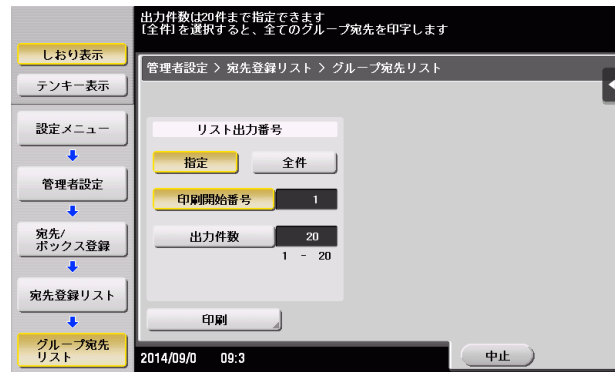 出力件数は20件まで指定できます
[全件]を選択すると、全てのグループ宛先を印字します
しおり表示
テンキー表示
設定メニュー
管理者設定
宛先/
ボックス登録
宛先登録リスト
グループ宛先
リスト
管理者設定 > 宛先登録リスト > グループ宛先リスト
リスト出力番号
指定
全件
印刷開始番号
1
出力件数
20
1 - 20
印刷
2014/09/0 09:3
中止